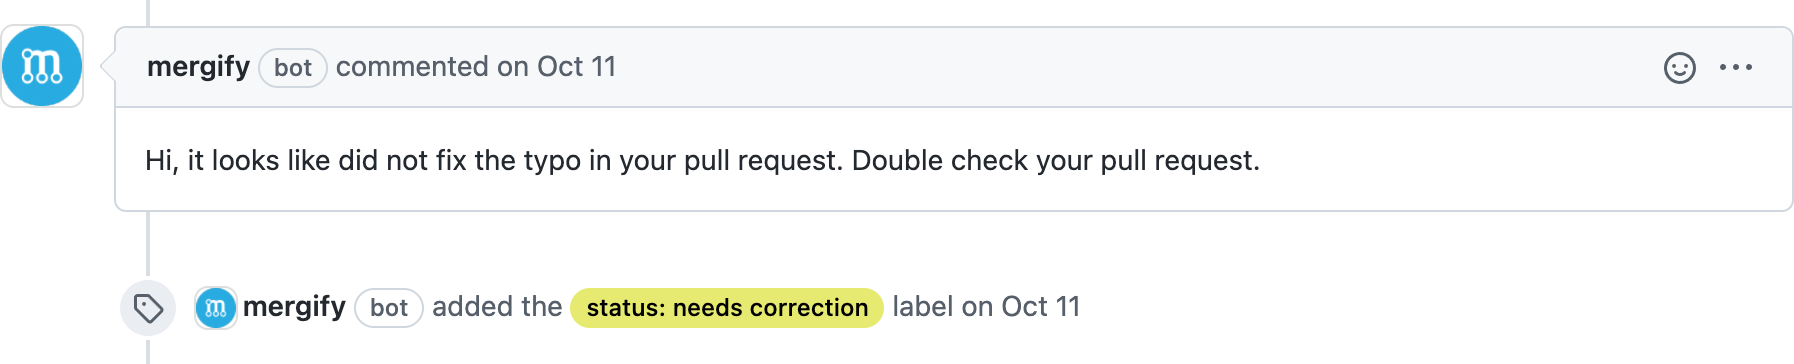 mergify bot commented on Oct 11
Hi, it looks like did not fix the typo in your pull request. Double check your pull request.
mergify bot added the status: needs correction label on Oct 11